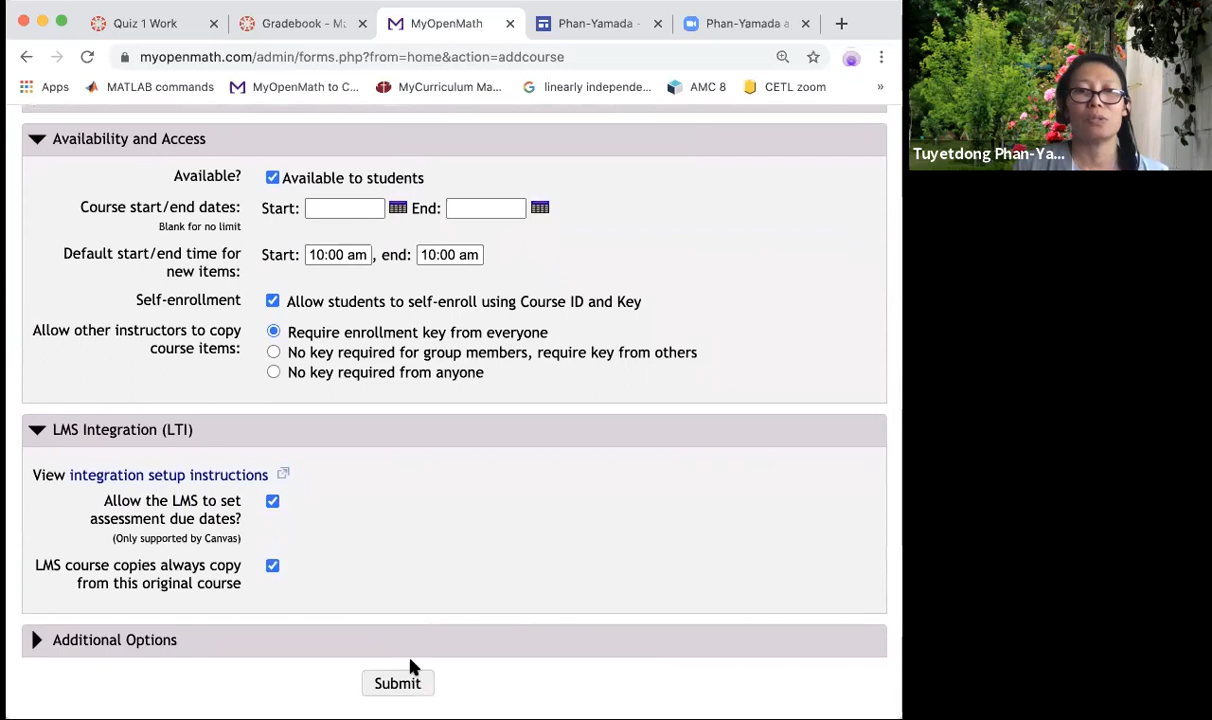 Quiz 1 Work
Gradebook - Ma
MyOpenMath
Phan-Yamada -
Phan-Yamada a
myopenmath.com/admin/forms.php?from=home&action=addcourse
Apps
MATLAB commands
MyOpenMath to C...
MyCurriculum Ma...
linearly independe...
AMC 8
CETL zoom
»
Tuyetdong Phan-Ya...
Availability and Access
Available?
Available to students
Course start/end dates:
Blank for no limit
Start:
End:
Default start/end time for
new items:
Start: 10:00 am , end: 10:00 am
Self-enrollment
Allow students to self-enroll using Course ID and Key
Allow other instructors to copy
course items:
Require enrollment key from everyone
No key required for group members, require key from others
No key required from anyone
LMS Integration (LTI)
View integration setup instructions
Allow the LMS to set
assessment due dates?
(Only supported by Canvas)
LMS course copies always copy
from this original course
Additional Options
Submit